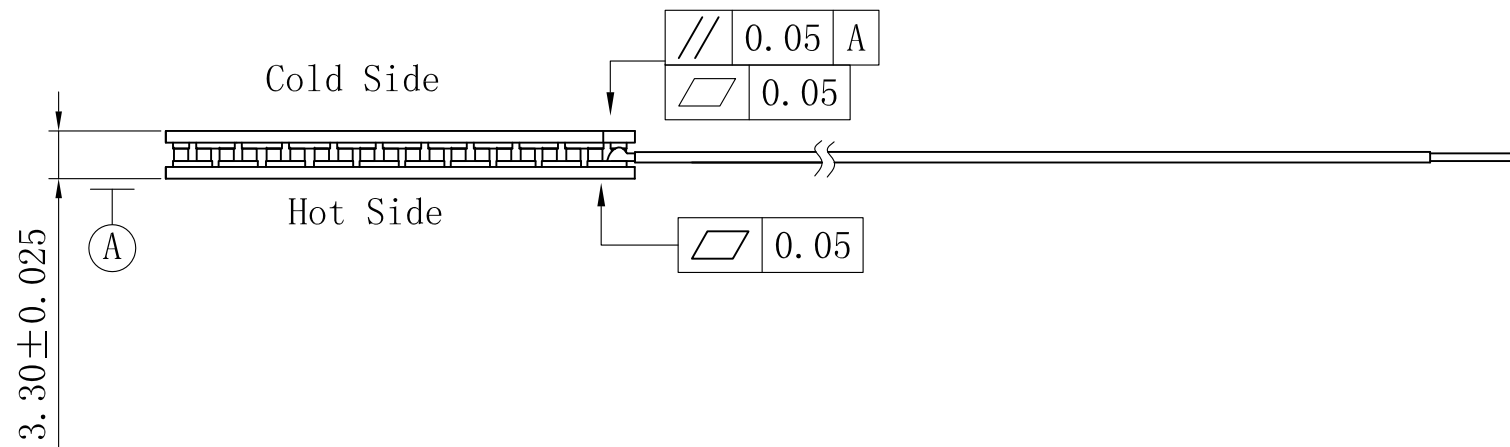 // 0.05 A
Cold Side
▱ 0.05
Hot Side
A
▱ 0.05
3.30±0.025